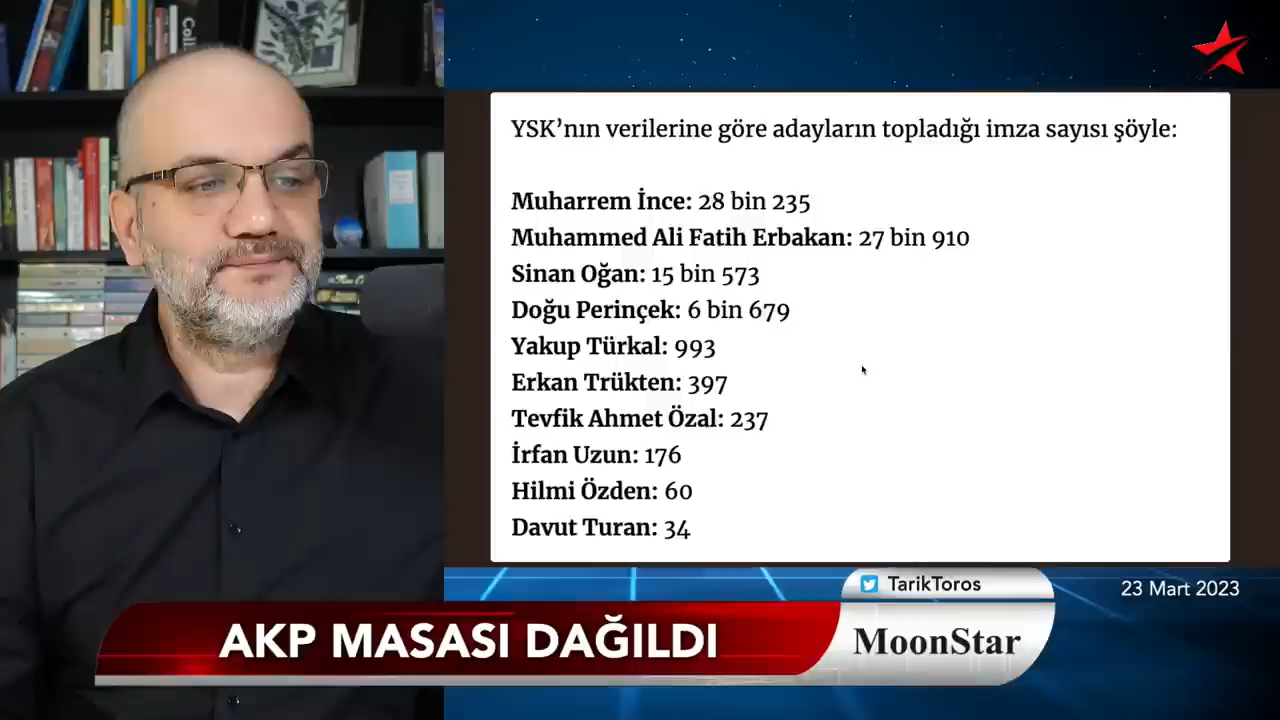 YSK’nın verilerine göre adayların topladığı imza sayısı şöyle:
Muharrem İnce: 28 bin 235
Muhammed Ali Fatih Erbakan: 27 bin 910
Sinan Oğan: 15 bin 573
Doğu Perinçek: 6 bin 679
Yakup Türkal: 993
Erkan Trükten: 397
Tevfik Ahmet Özal: 237
İrfan Uzun: 176
Hilmi Özden: 60
Davut Turan: 34
TarikToros
23 Mart 2023
AKP MASASI DAĞILDI
MoonStar